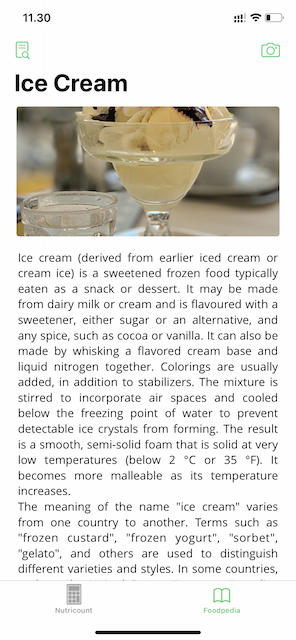 11.30
Ice Cream
Ice cream (derived from earlier iced cream or
cream ice) is a sweetened frozen food typically
eaten as a snack or dessert. It may be made
from dairy milk or cream and is flavoured with a
sweetener, either sugar or an alternative, and
any spice, such as cocoa or vanilla. It can also be
made by whisking a flavored cream base and
liquid nitrogen together. Colorings are usually
added, in addition to stabilizers. The mixture is
stirred to incorporate air spaces and cooled
below the freezing point of water to prevent
detectable ice crystals from forming. The result
is a smooth, semi-solid foam that is solid at very
low temperatures (below 2 °C or 35 °F). It
becomes more malleable as its temperature
increases.
The meaning of the name "ice cream" varies
from one country to another. Terms such as
"frozen custard", "frozen yogurt", "sorbet",
"gelato", and others are used to distinguish
different varieties and styles. In some countries,
Nutricount
Foodpedia